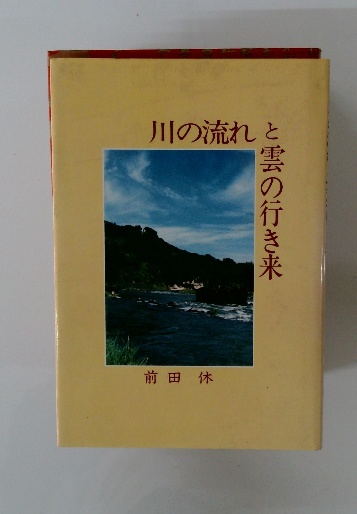 川の流れと
雲の行き来
前田 休